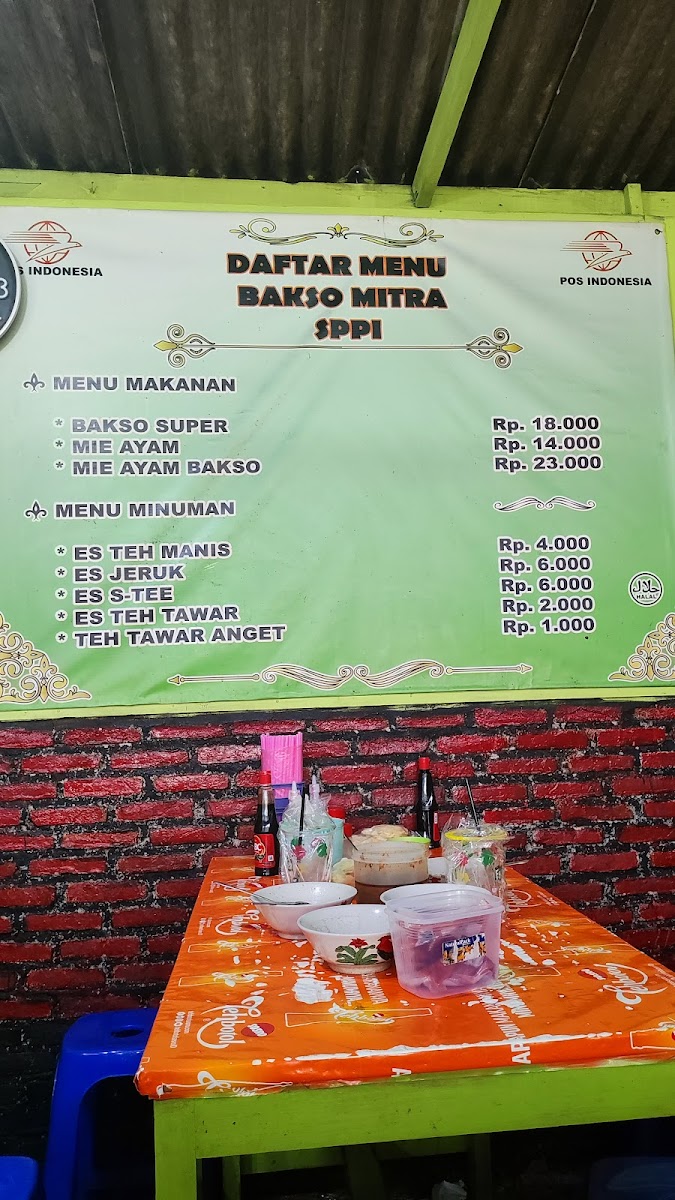 S INDONESIA
POS INDONESIA
DAFTAR MENU
BAKSO MITRA
SPPI
MENU MAKANAN
* BAKSO SUPER Rp. 18.000
* MIE AYAM Rp. 14.000
* MIE AYAM BAKSO Rp. 23.000
MENU MINUMAN
* ES TEH MANIS Rp. 4.000
* ES JERUK Rp. 6.000
* ES S-TEE Rp. 6.000
* ES TEH TAWAR Rp. 2.000
* TEH TAWAR ANGET Rp. 1.000
HALAL